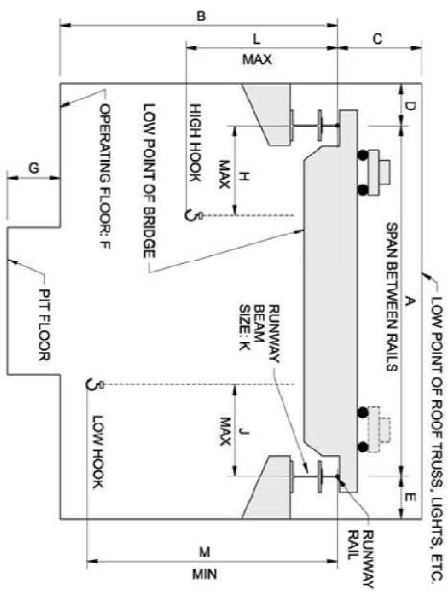 LOW POINT OF ROOF TRUSS, LIGHTS, ETC.
A
SPAN BETWEEN RAILS
C
D
E
RUNWAY
RAIL
B
L
MAX
H
MAX
HIGH HOOK
LOW POINT OF BRIDGE
RUNWAY
BEAM
SIZE: K
J
MAX
LOW HOOK
M
MIN
OPERATING FLOOR: F
G
PIT FLOOR